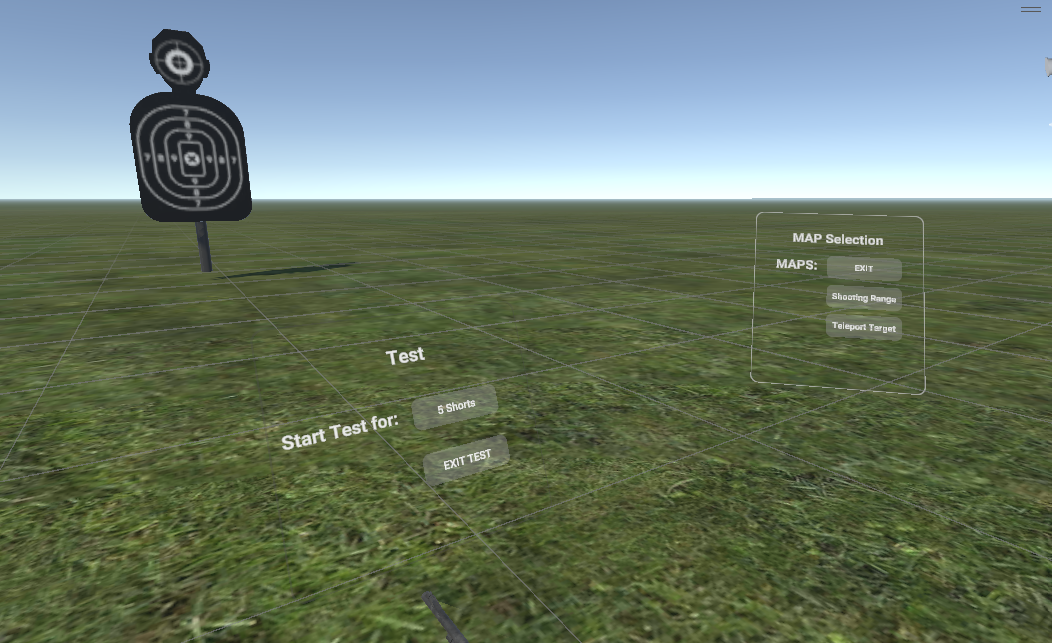 MAP Selection
MAPS: EXIT
Shooting Range
Teleport Target
Test
Start Test for: 5 Shorts
EXIT TEST